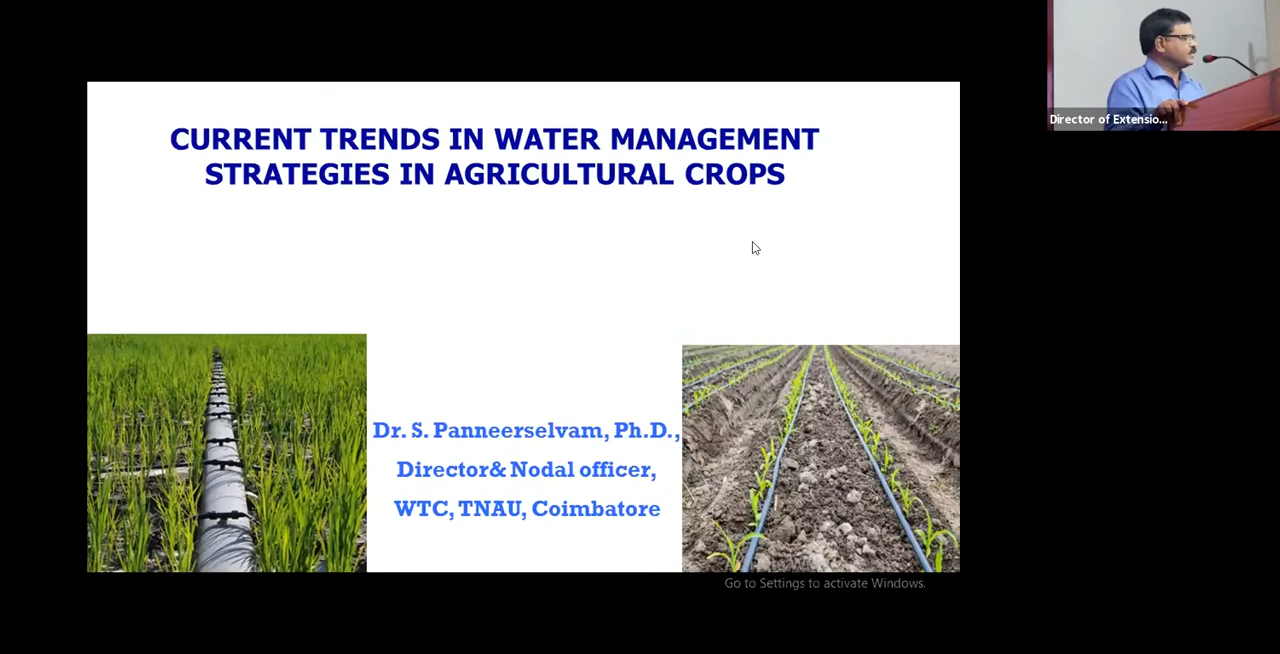 CURRENT TRENDS IN WATER MANAGEMENT
STRATEGIES IN AGRICULTURAL CROPS
Director of Extensio...
Dr. S. Panneerselvam, Ph.D.,
Director& Nodal officer,
WTC, TNAU, Coimbatore
Go to Settings to activate Windows.